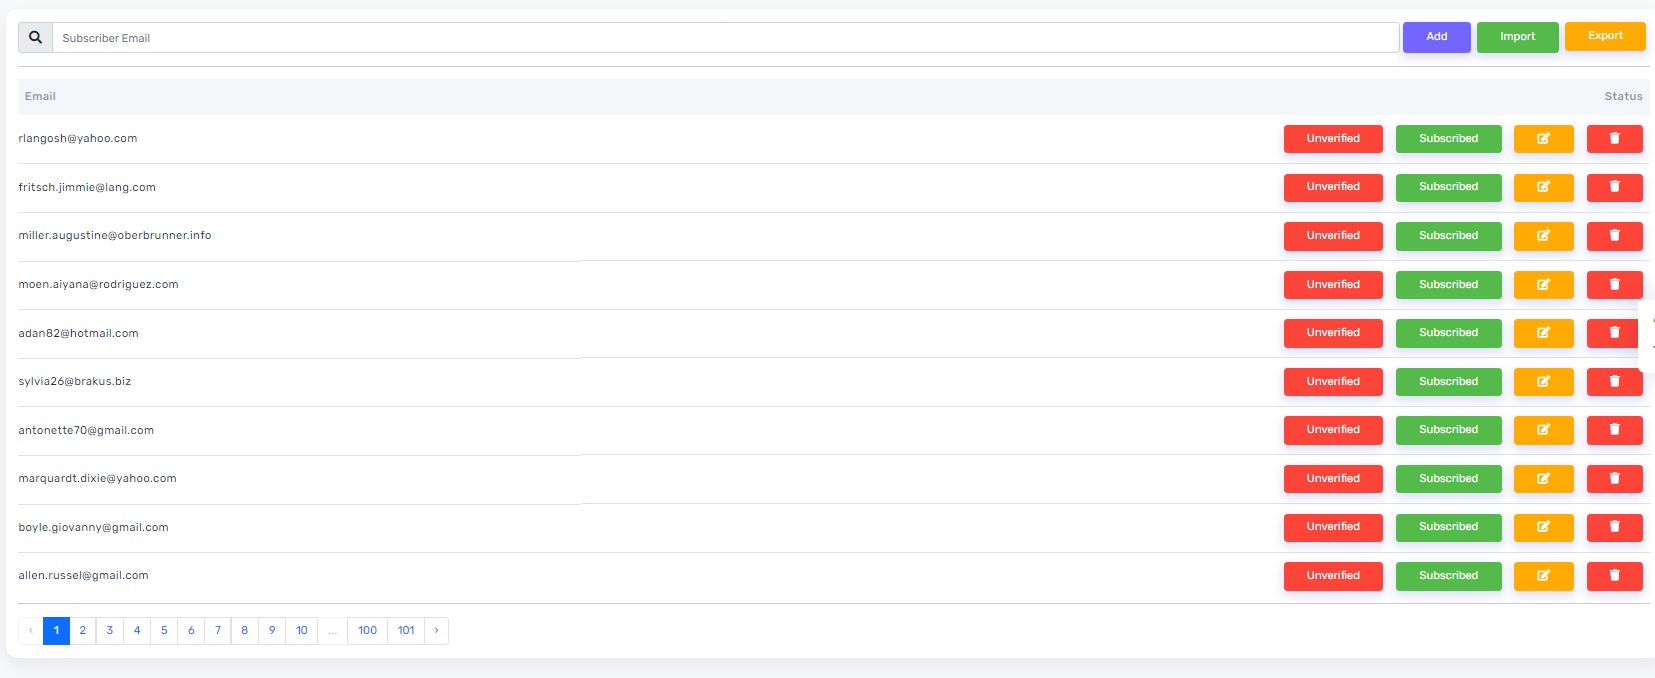 Subscriber Email Add Import Export
Email Status
rlangosh@yahoo.com Unverified Subscribed
fritsch.jimmie@lang.com Unverified Subscribed
miller.augustine@oberbrunner.info Unverified Subscribed
moen.aiyana@rodriguez.com Unverified Subscribed
adan82@hotmail.com Unverified Subscribed
sylvia26@brakus.biz Unverified Subscribed
antonette70@gmail.com Unverified Subscribed
marquardt.dixie@yahoo.com Unverified Subscribed
boyle.giovanny@gmail.com Unverified Subscribed
allen.russel@gmail.com Unverified Subscribed
‹ 1 2 3 4 5 6 7 8 9 10 ... 100 101 ›